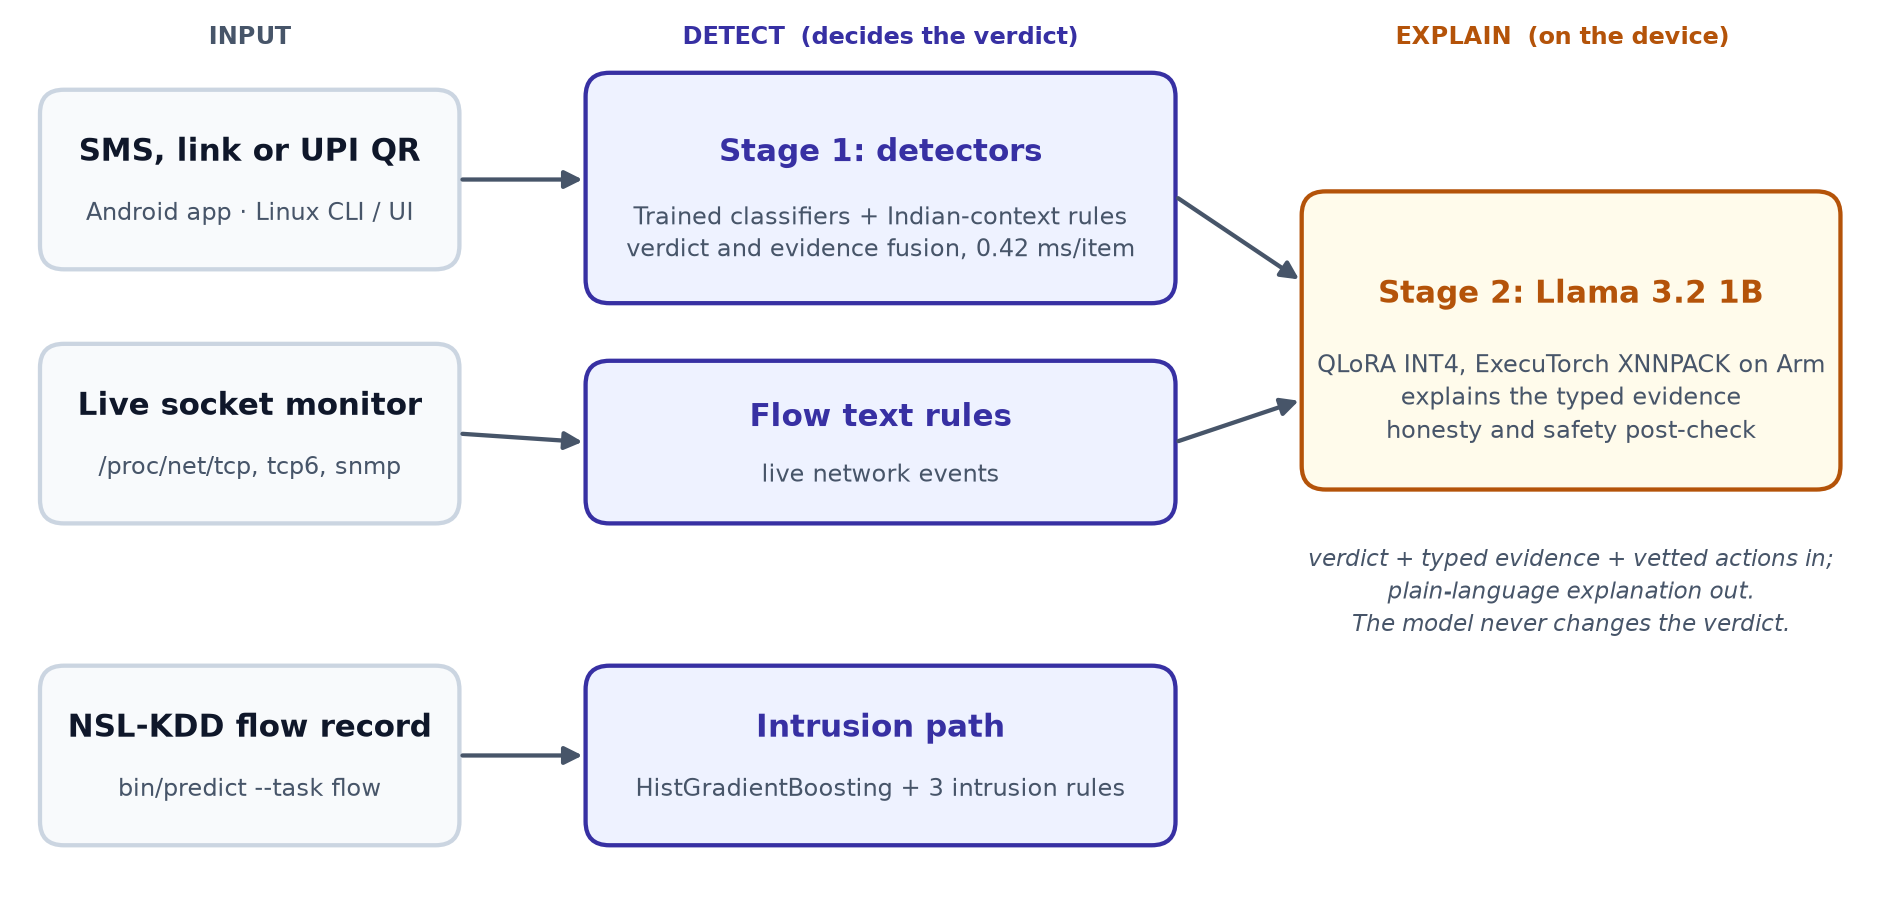 INPUT
DETECT  (decides the verdict)
EXPLAIN  (on the device)
SMS, link or UPI QR
Android app · Linux CLI / UI
Stage 1: detectors
Trained classifiers + Indian-context rules
verdict and evidence fusion, 0.42 ms/item
Stage 2: Llama 3.2 1B
QLoRA INT4, ExecuTorch XNNPACK on Arm
explains the typed evidence
honesty and safety post-check
Live socket monitor
/proc/net/tcp, tcp6, snmp
Flow text rules
live network events
verdict + typed evidence + vetted actions in;
plain-language explanation out.
The model never changes the verdict.
NSL-KDD flow record
bin/predict --task flow
Intrusion path
HistGradientBoosting + 3 intrusion rules